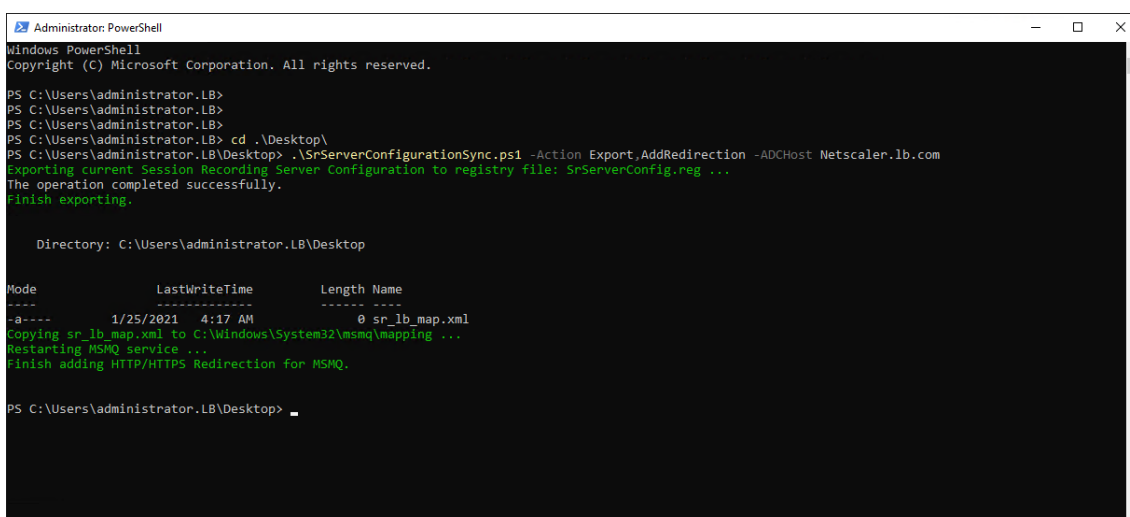 Administrator: PowerShell
Windows PowerShell
Copyright (C) Microsoft Corporation. All rights reserved.
PS C:\Users\administrator.LB>
PS C:\Users\administrator.LB>
PS C:\Users\administrator.LB>
PS C:\Users\administrator.LB> cd .\Desktop\
PS C:\Users\administrator.LB\Desktop> .\SrServerConfigurationSync.ps1 -Action Export,AddRedirection -ADCHost Netscaler.lb.com
Exporting current Session Recording Server Configuration to registry file: SrServerConfig.reg ...
The operation completed successfully.
Finish exporting.
Directory: C:\Users\administrator.LB\Desktop
Mode LastWriteTime Length Name
---- ------------- ------ ----
-a---- 1/25/2021 4:17 AM 0 sr_lb_map.xml
Copying sr_lb_map.xml to C:\Windows\System32\msmq\mapping ...
Restarting MSMQ service ...
Finish adding HTTP/HTTPS Redirection for MSMQ.
PS C:\Users\administrator.LB\Desktop>